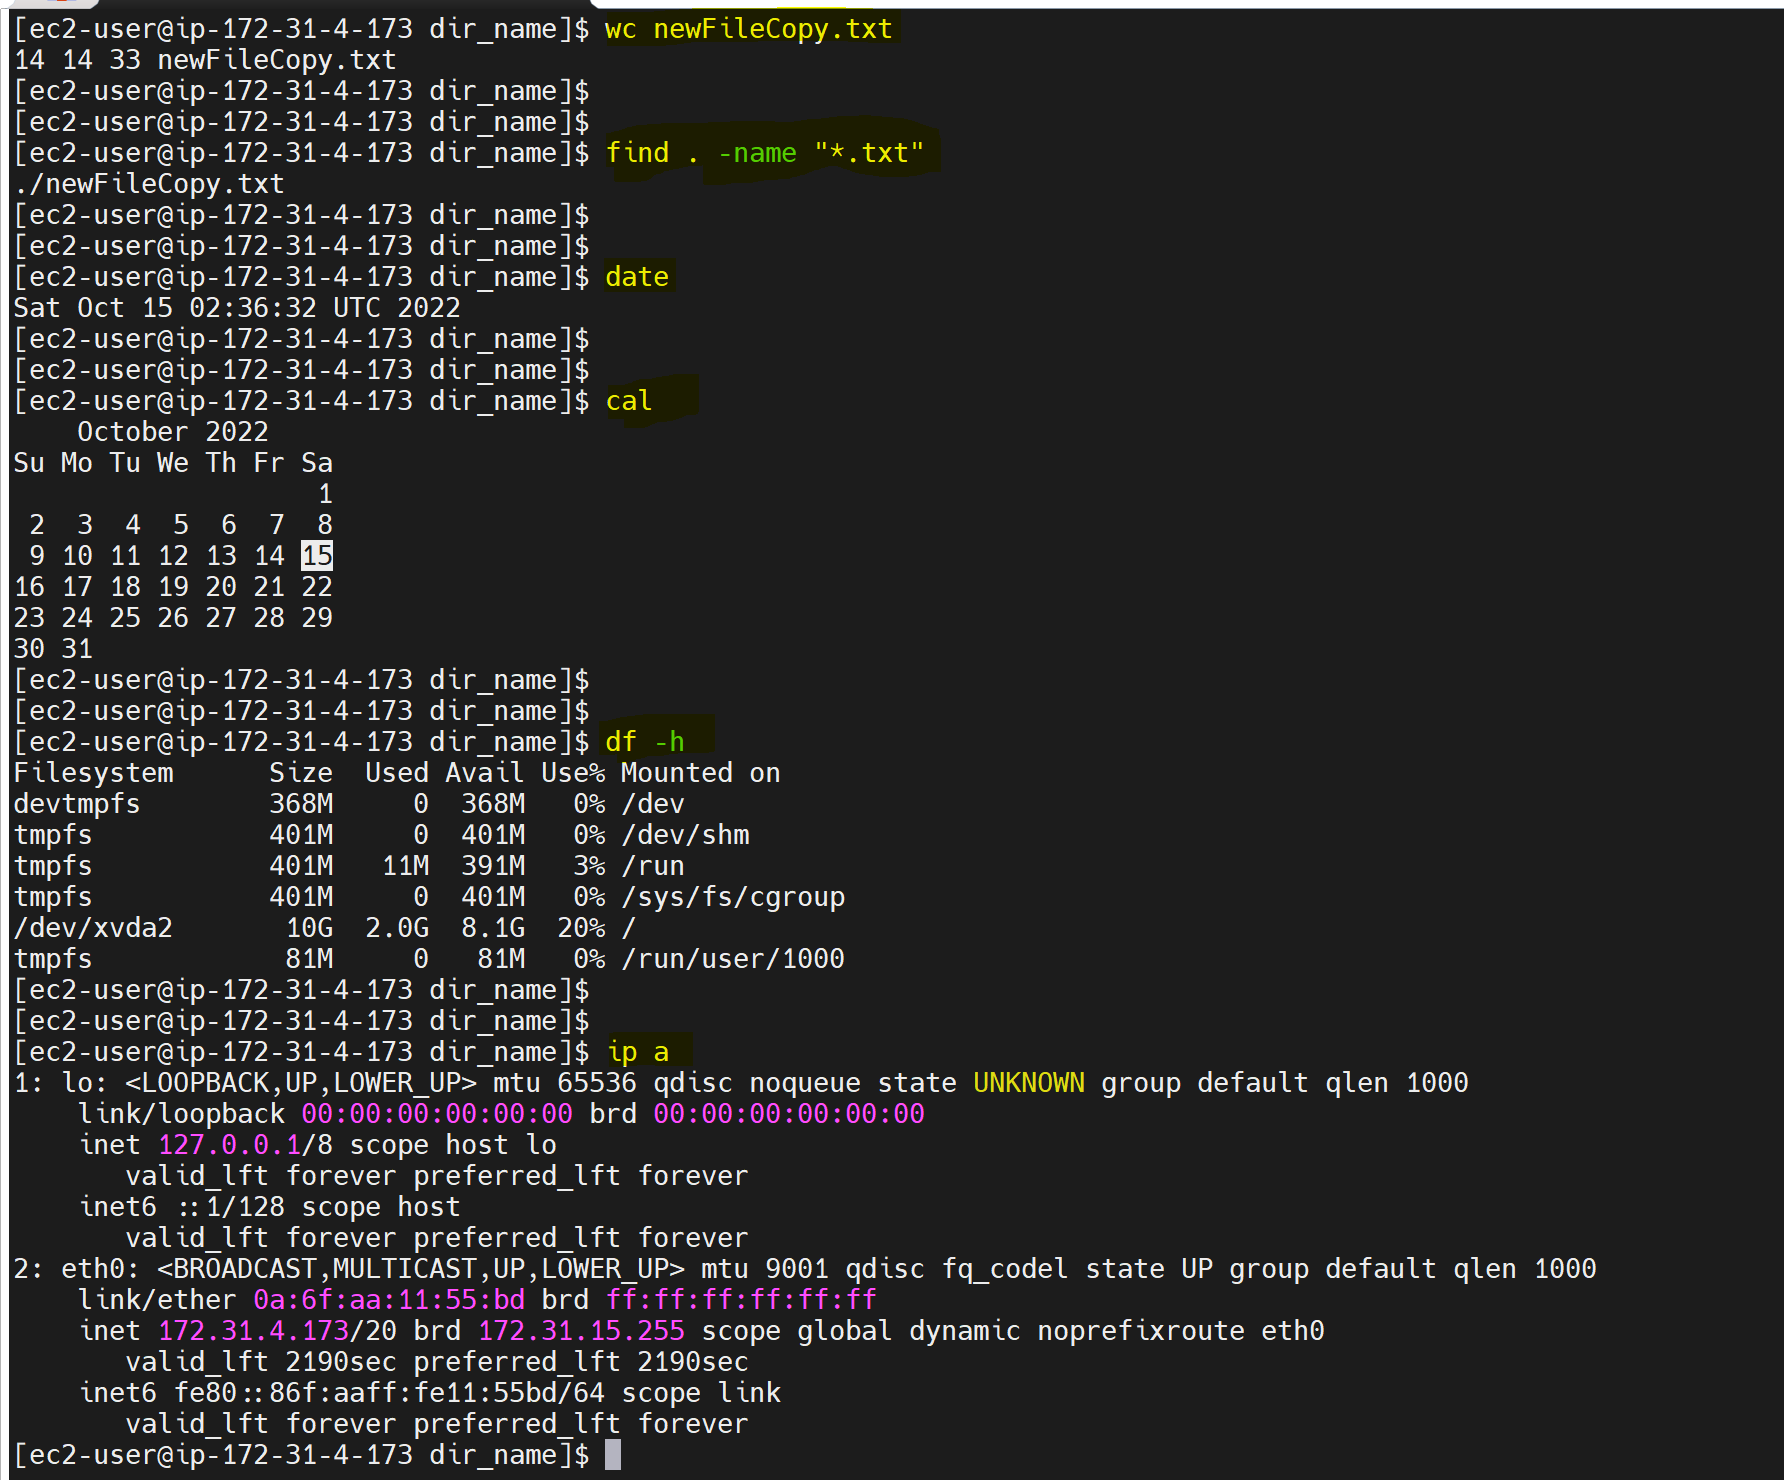 [ec2-user@ip-172-31-4-173 dir_name]$ wc newFileCopy.txt
14 14 33 newFileCopy.txt
[ec2-user@ip-172-31-4-173 dir_name]$
[ec2-user@ip-172-31-4-173 dir_name]$
[ec2-user@ip-172-31-4-173 dir_name]$ find . -name "*.txt"
./newFileCopy.txt
[ec2-user@ip-172-31-4-173 dir_name]$
[ec2-user@ip-172-31-4-173 dir_name]$
[ec2-user@ip-172-31-4-173 dir_name]$ date
Sat Oct 15 02:36:32 UTC 2022
[ec2-user@ip-172-31-4-173 dir_name]$
[ec2-user@ip-172-31-4-173 dir_name]$
[ec2-user@ip-172-31-4-173 dir_name]$ cal
    October 2022
Su Mo Tu We Th Fr Sa
                   1
 2  3  4  5  6  7  8
 9 10 11 12 13 14 15
16 17 18 19 20 21 22
23 24 25 26 27 28 29
30 31
[ec2-user@ip-172-31-4-173 dir_name]$
[ec2-user@ip-172-31-4-173 dir_name]$
[ec2-user@ip-172-31-4-173 dir_name]$ df -h
Filesystem      Size  Used Avail Use% Mounted on
devtmpfs        368M     0  368M   0% /dev
tmpfs           401M     0  401M   0% /dev/shm
tmpfs           401M   11M  391M   3% /run
tmpfs           401M     0  401M   0% /sys/fs/cgroup
/dev/xvda2       10G  2.0G  8.1G  20% /
tmpfs            81M     0   81M   0% /run/user/1000
[ec2-user@ip-172-31-4-173 dir_name]$
[ec2-user@ip-172-31-4-173 dir_name]$
[ec2-user@ip-172-31-4-173 dir_name]$ ip a
1: lo: <LOOPBACK,UP,LOWER_UP> mtu 65536 qdisc noqueue state UNKNOWN group default qlen 1000
    link/loopback 00:00:00:00:00:00 brd 00:00:00:00:00:00
    inet 127.0.0.1/8 scope host lo
       valid_lft forever preferred_lft forever
    inet6 ::1/128 scope host
       valid_lft forever preferred_lft forever
2: eth0: <BROADCAST,MULTICAST,UP,LOWER_UP> mtu 9001 qdisc fq_codel state UP group default qlen 1000
    link/ether 0a:6f:aa:11:55:bd brd ff:ff:ff:ff:ff:ff
    inet 172.31.4.173/20 brd 172.31.15.255 scope global dynamic noprefixroute eth0
       valid_lft 2190sec preferred_lft 2190sec
    inet6 fe80::86f:aaff:fe11:55bd/64 scope link
       valid_lft forever preferred_lft forever
[ec2-user@ip-172-31-4-173 dir_name]$